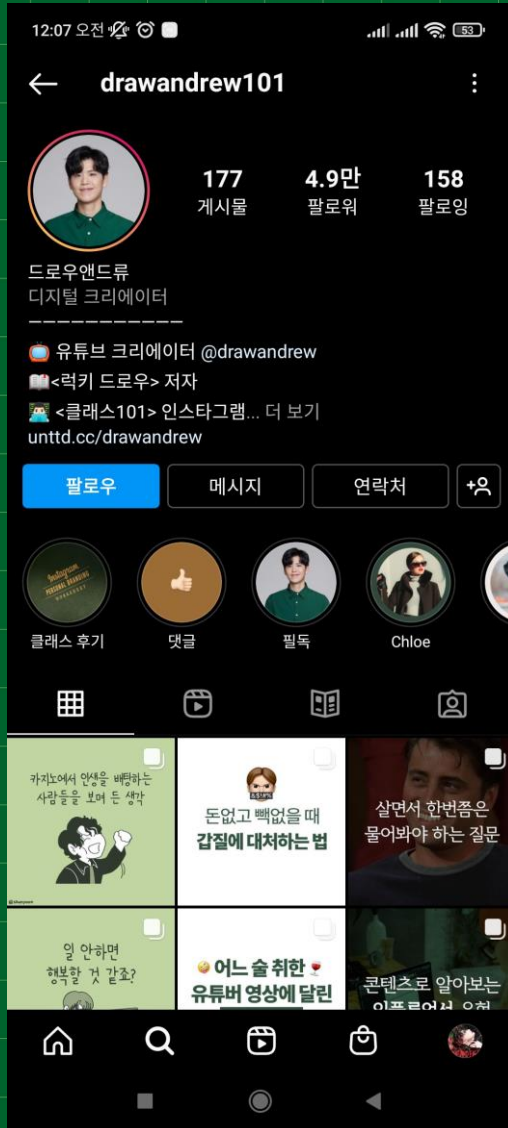 12:07 오전
53
drawandrew101
177
4.9만
158
게시물
팔로워
팔로잉
드로우앤드류
디지털 크리에이터
———————————
유튜브 크리에이터 @drawandrew
<럭키 드로우> 저자
<클래스101> 인스타그램... 더 보기
unttd.cc/drawandrew
팔로우
메시지
연락처
Instagram
PERSONAL BRANDING
클래스 후기
댓글
필독
Chloe
카지노에서 인생을 배팅하는
사람들을 보며 든 생각
돈없고 빽없을 때
갑질에 대처하는 법
살면서 한번쯤은
물어봐야 하는 질문
일 안하면
행복할 것 같죠?
어느 술 취한
유튜버 영상에 달린
콘텐츠로 알아보는